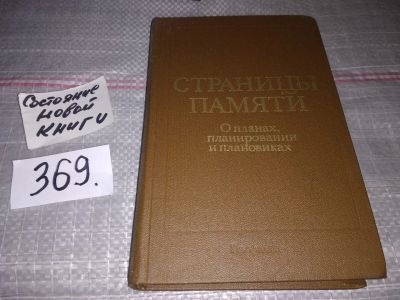 Состояние
новой
книги
369.
СТРАНИЦЫ
ПАМЯТИ
О планах,
планировании
и плановиках